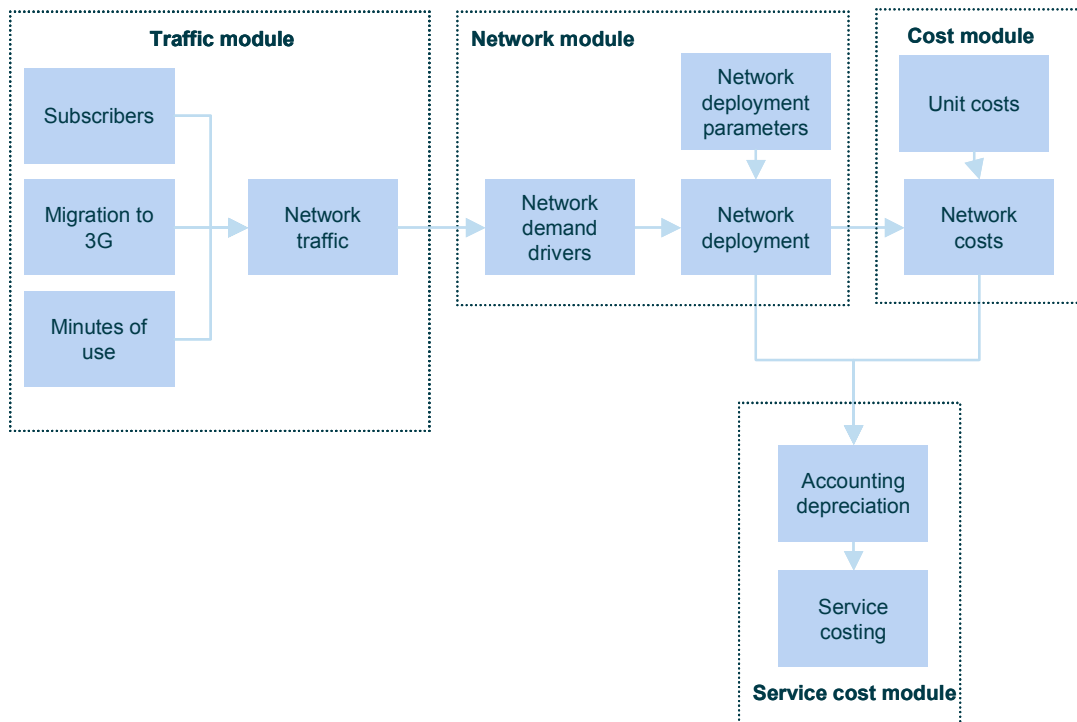 Traffic module
Subscribers
Migration to
3G
Minutes of
use
Network
traffic
Network module
Network
deployment
parameters
Network
demand
drivers
Network
deployment
Cost module
Unit costs
Network
costs
Accounting
depreciation
Service
costing
Service cost module